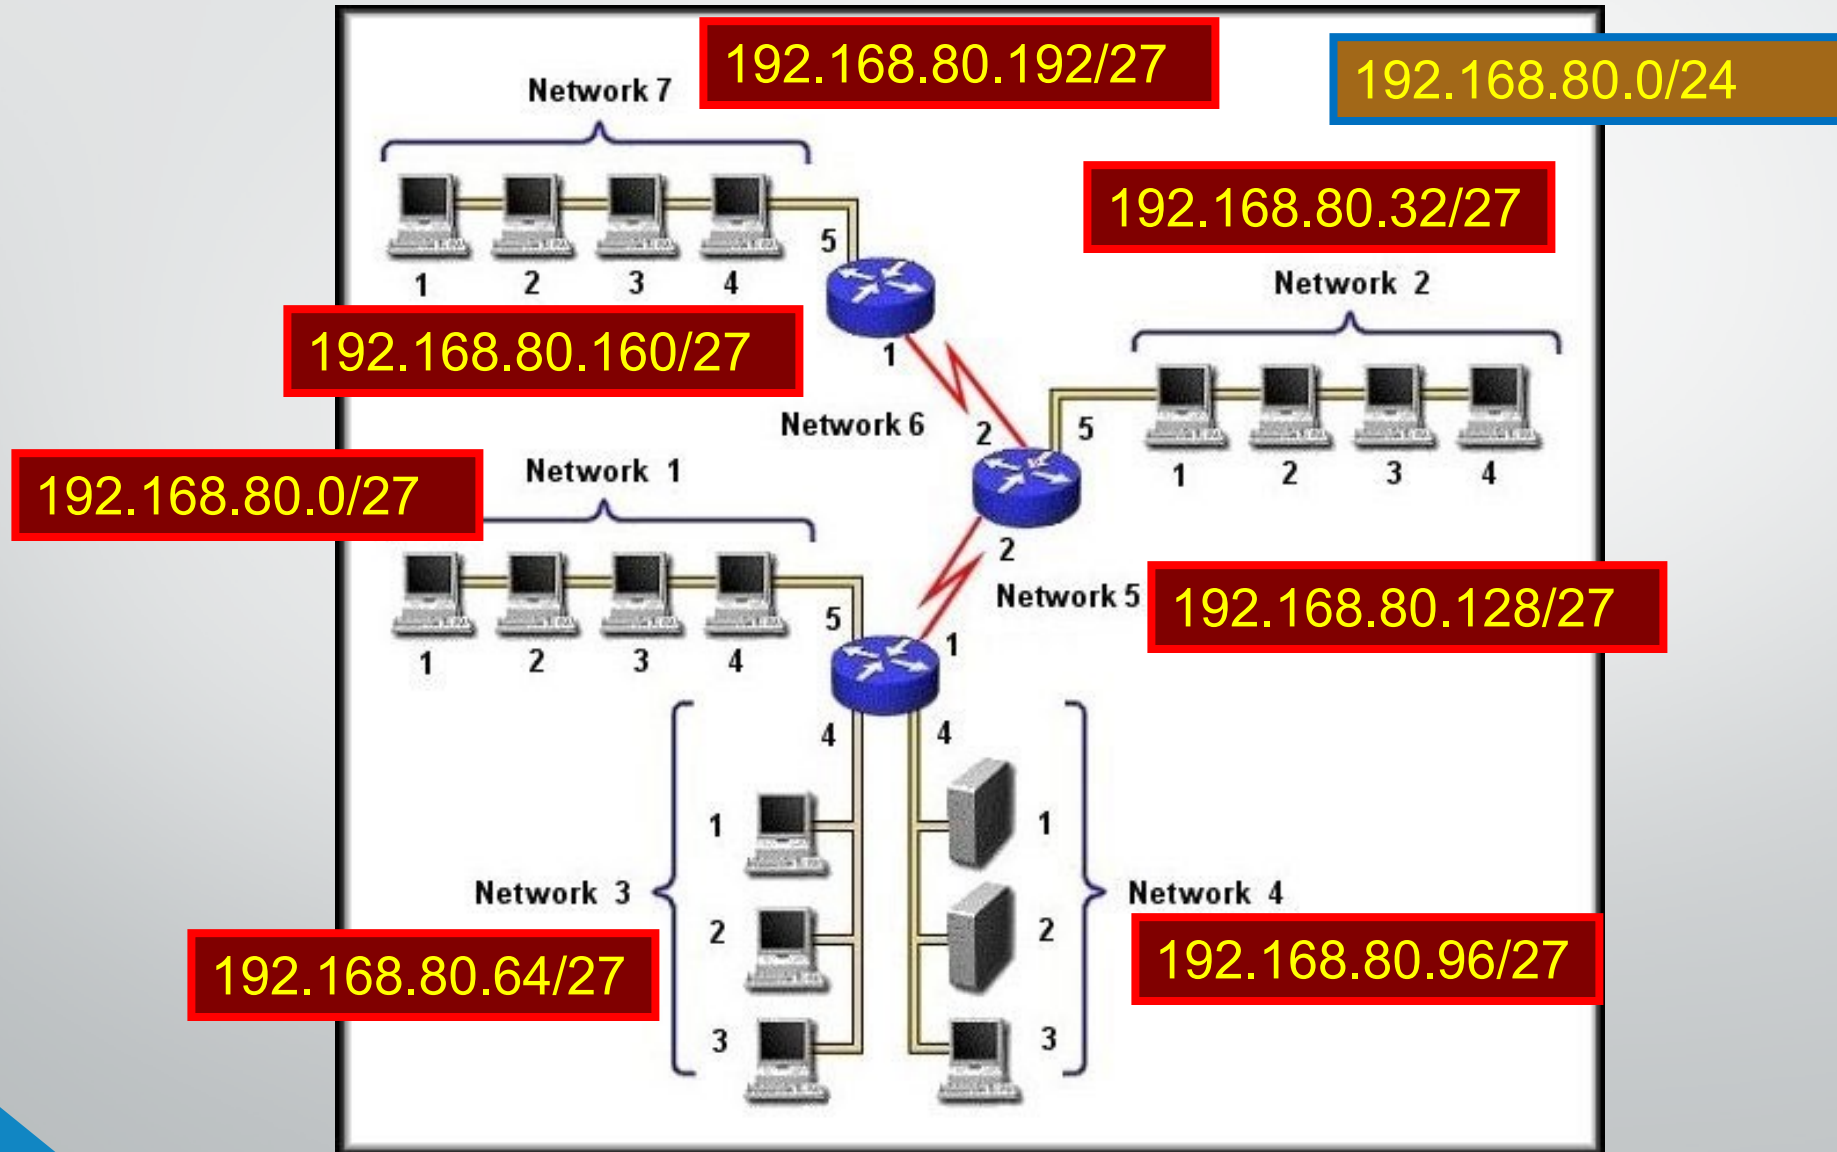 192.168.80.192/27
192.168.80.0/24
Network 7
192.168.80.32/27
5
1 2 3 4
Network 2
192.168.80.160/27
1
Network 6
2
5
1 2 3 4
192.168.80.0/27
Network 1
2
Network 5
192.168.80.128/27
5
1
1 2 3 4
4
4
1
1
Network 3
Network 4
2
2
192.168.80.64/27
192.168.80.96/27
3
3